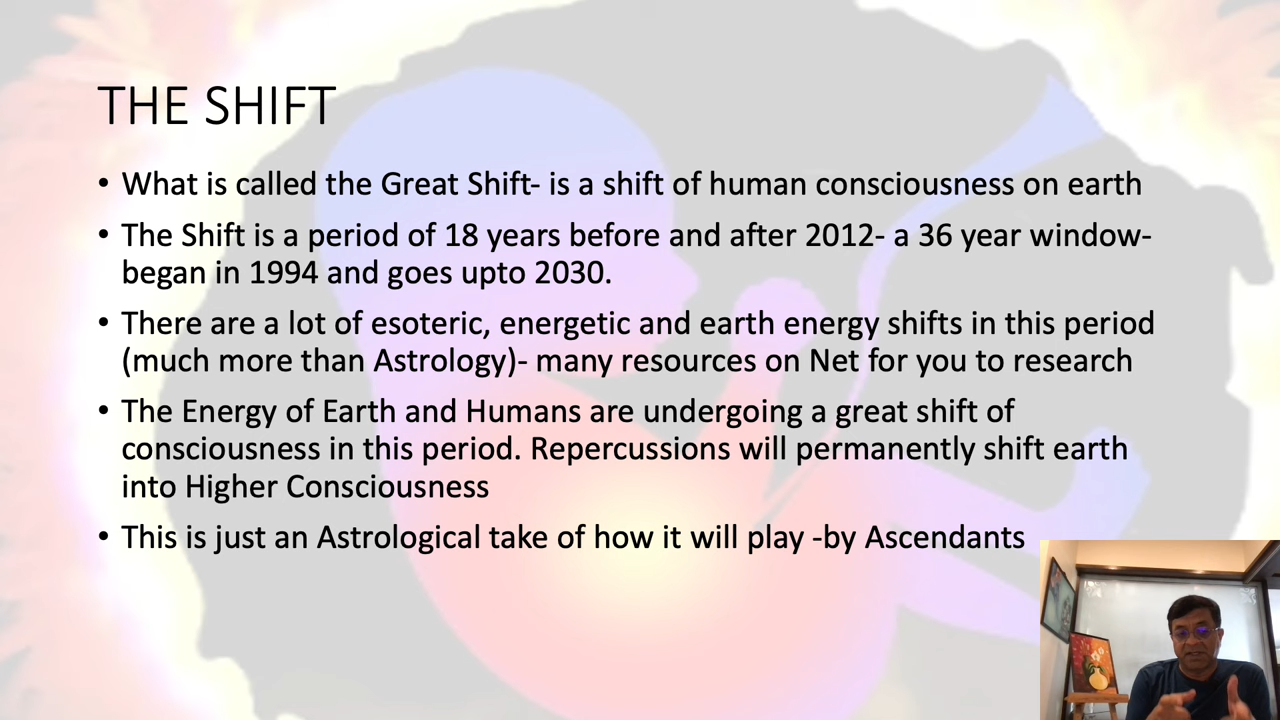 THE SHIFT
• What is called the Great Shift- is a shift of human consciousness on earth
• The Shift is a period of 18 years before and after 2012- a 36 year window-
began in 1994 and goes upto 2030.
• There are a lot of esoteric, energetic and earth energy shifts in this period
(much more than Astrology)- many resources on Net for you to research
• The Energy of Earth and Humans are undergoing a great shift of
consciousness in this period. Repercussions will permanently shift earth
into Higher Consciousness
• This is just an Astrological take of how it will play -by Ascendants